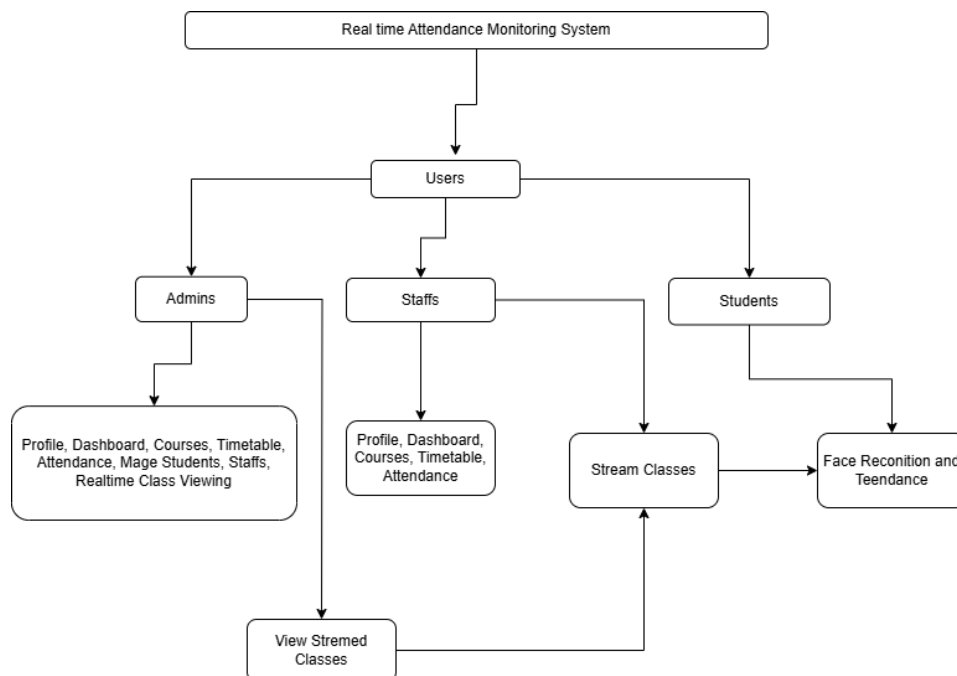 Real time Attendance Monitoring System
Users
Admins
Staffs
Students
Profile, Dashboard, Courses, Timetable,
Attendance, Mage Students, Staffs,
Realtime Class Viewing
Profile, Dashboard,
Courses, Timetable,
Attendance
Stream Classes
Face Reconition and
Teendance
View Stremed
Classes